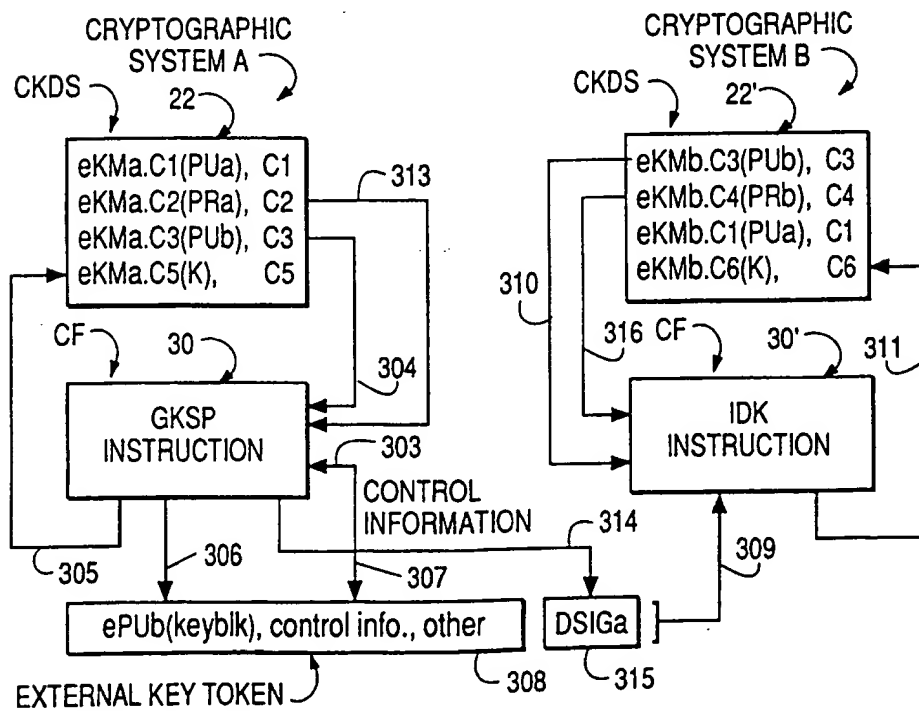 CRYPTOGRAPHIC
SYSTEM A
CKDS
22
eKMa.C1(PUa), C1
eKMa.C2(PRa), C2
eKMa.C3(PUb), C3
eKMa.C5(K), C5
313
CF
30
304
GKSP
INSTRUCTION
303
CONTROL
INFORMATION
305
306
307
314
ePUb(keyblk), control info., other
EXTERNAL KEY TOKEN
308
DSIGa
315
CRYPTOGRAPHIC
SYSTEM B
CKDS
22'
eKMb.C3(PUb), C3
eKMb.C4(PRb), C4
eKMb.C1(PUa), C1
eKMb.C6(K), C6
310
316
CF
30'
311
IDK
INSTRUCTION
309